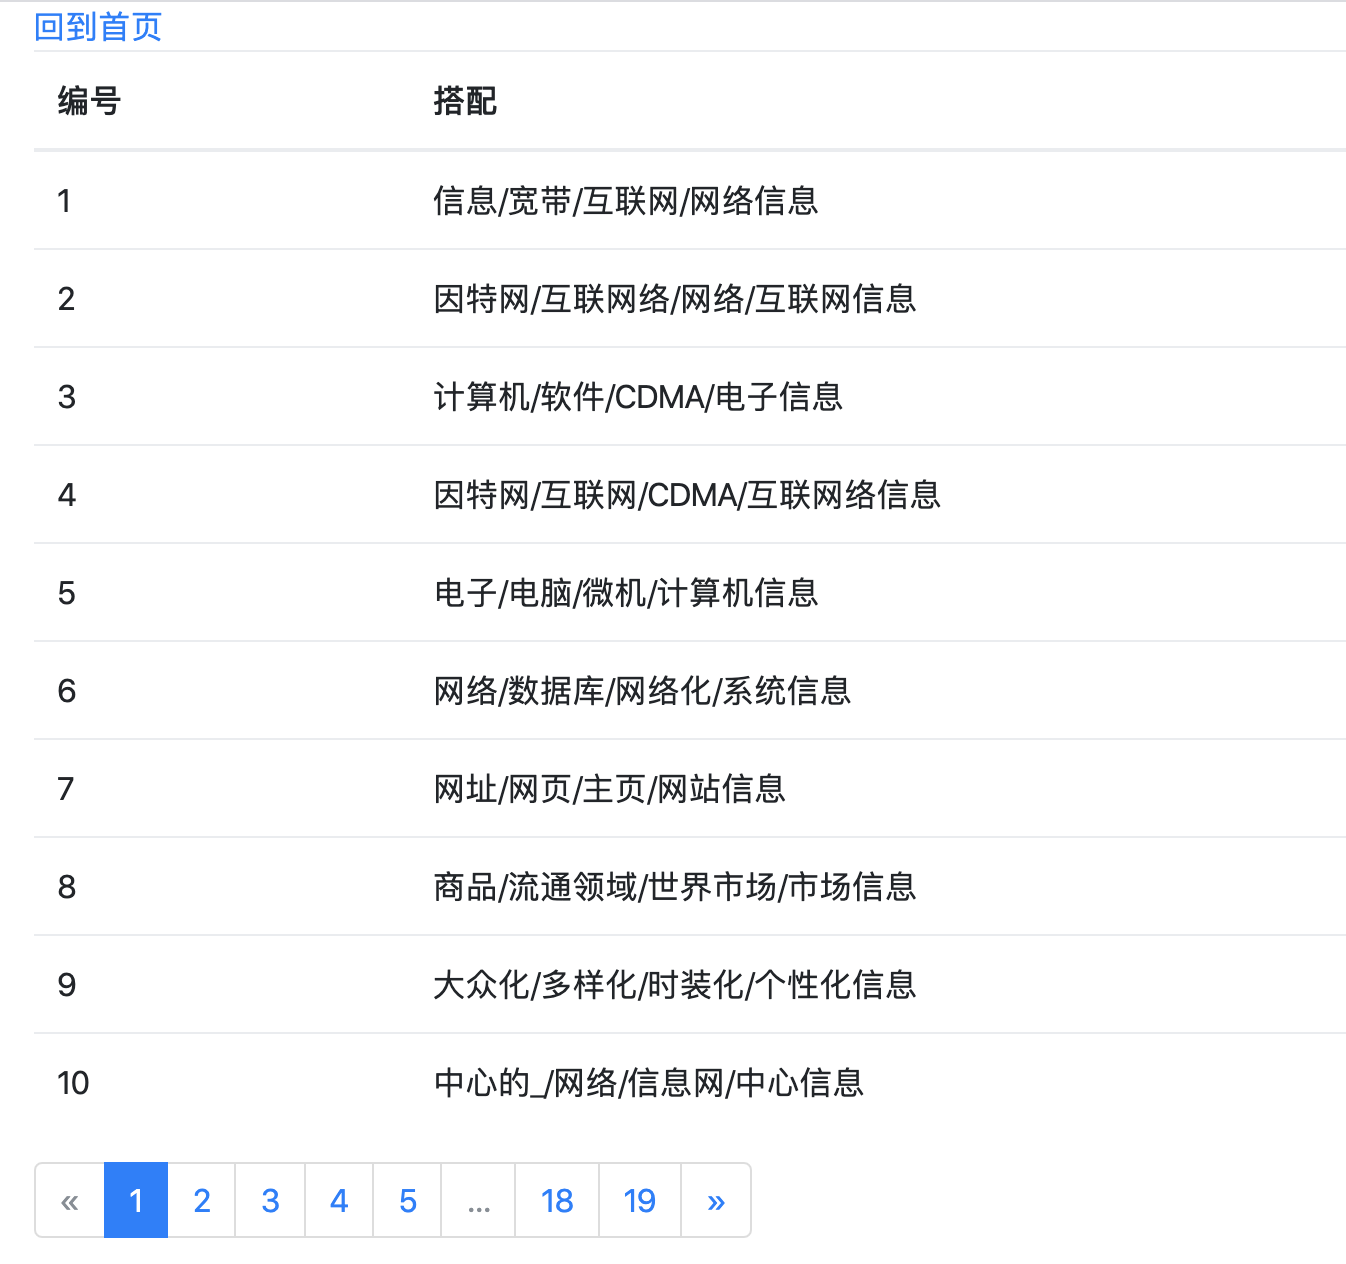 回到首页
编号 搭配
1 信息/宽带/互联网/网络信息
2 因特网/互联网络/网络/互联网信息
3 计算机/软件/CDMA/电子信息
4 因特网/互联网/CDMA/互联网络信息
5 电子/电脑/微机/计算机信息
6 网络/数据库/网络化/系统信息
7 网址/网页/主页/网站信息
8 商品/流通领域/世界市场/市场信息
9 大众化/多样化/时装化/个性化信息
10 中心的_/网络/信息网/中心信息
« 1 2 3 4 5 ... 18 19 »